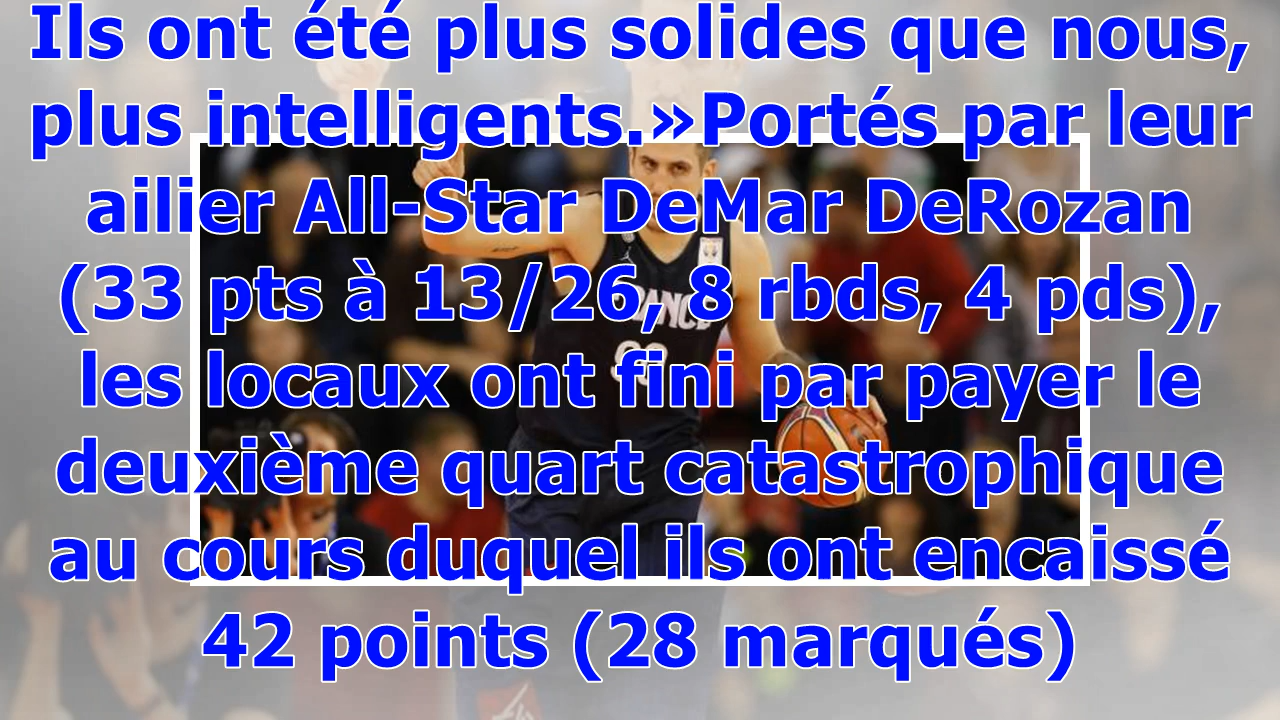 Ils ont été plus solides que nous,
plus intelligents.»Portés par leur
ailier All-Star DeMar DeRozan
(33 pts à 13/26, 8 rbds, 4 pds),
les locaux ont fini par payer le
deuxième quart catastrophique
au cours duquel ils ont encaissé
42 points (28 marqués)